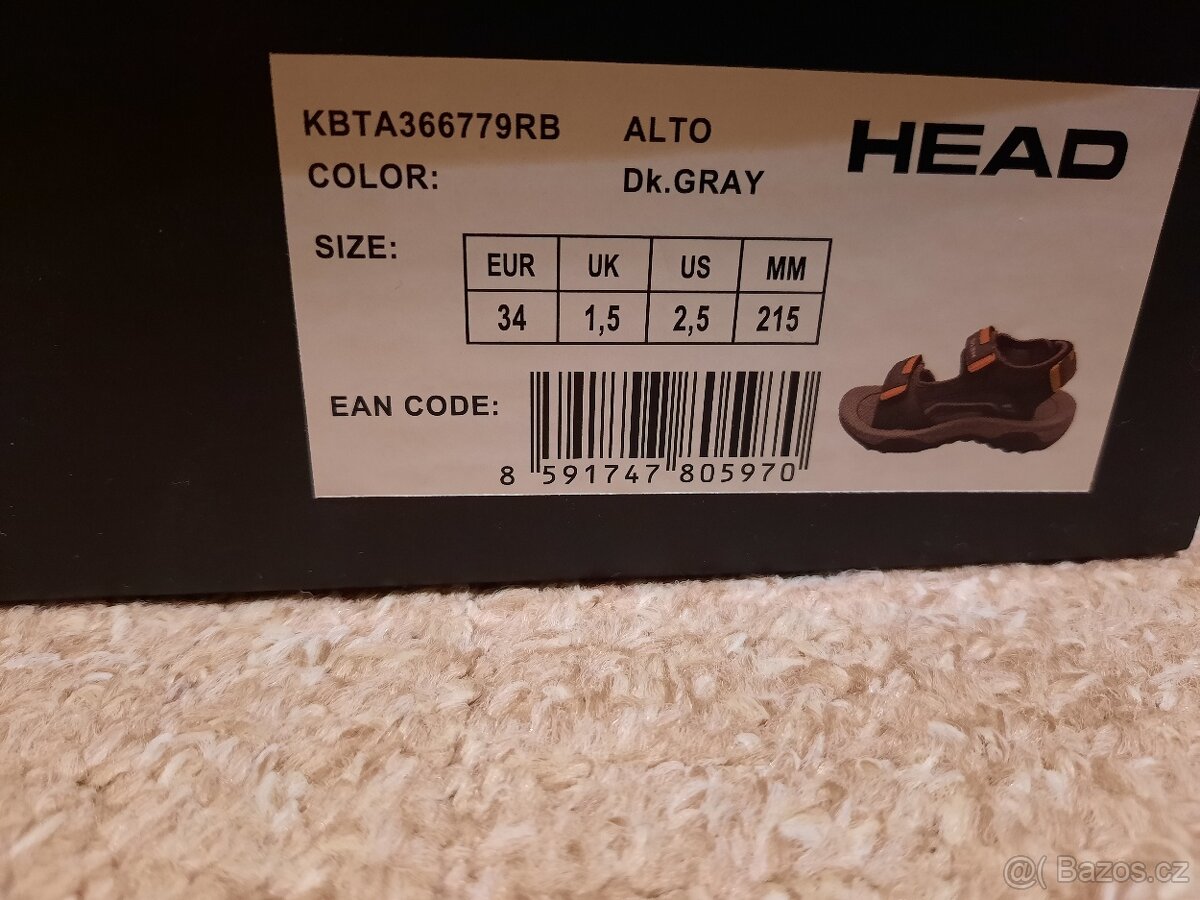 KBTA366779RB ALTO
HEAD
COLOR: Dk.GRAY
SIZE:
EUR UK US MM
34 1,5 2,5 215
EAN CODE:
8 591747 805970
@( Bazos.cz